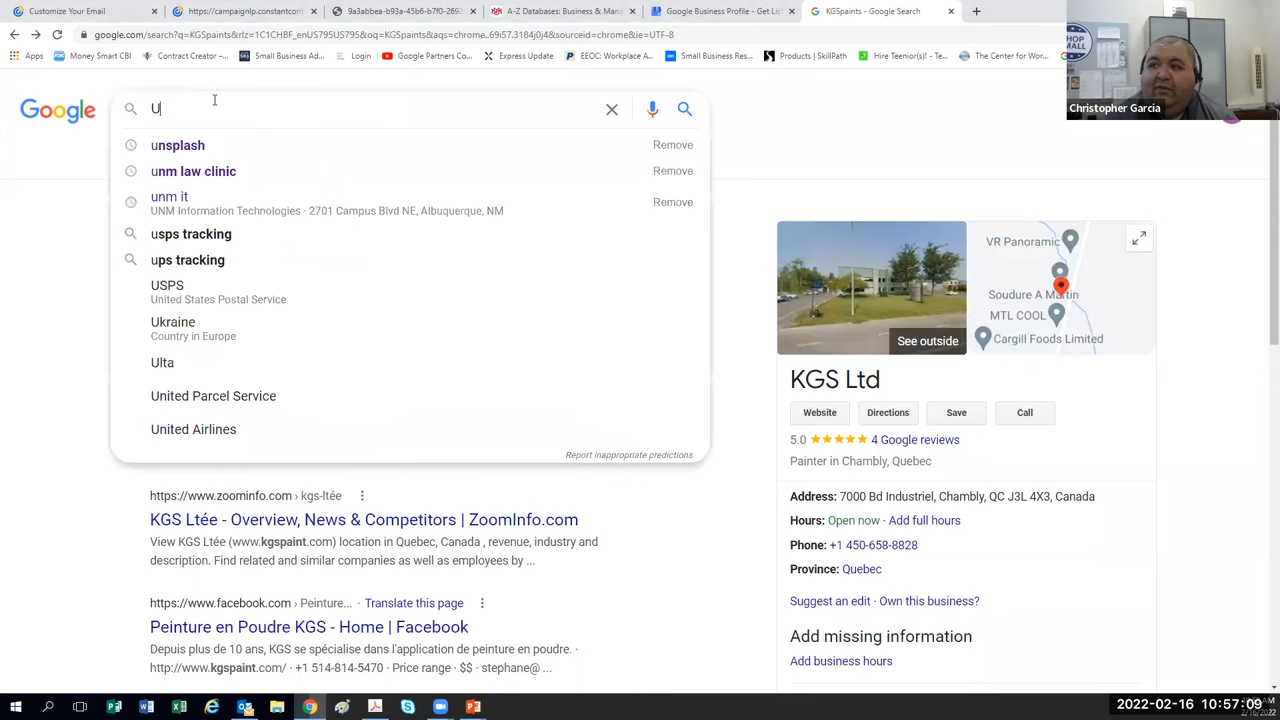 Customize Your Email
https://campaignlp.constantcont
9a3abbea-b93a-45b6-b7f0-2692
A-Z Databases: Business & Mana
Google Business Profile - Get List
KGSpaints - Google Search
google.com/search?q=KGSpaints&rlz=1C1CHBF_enUS795US795&oq=KGSpaints&aqs=chrome..69i57.3184j0j4&sourceid=chrome&ie=UTF-8
Apps
Money Smart CBI
Contract Creator –...
Small Business Ad...
Login
Google Partners Co...
Express Update
EEOC: Workplace A...
Small Business Res...
Products | SkillPath
Hire Teenior(s)! - Te...
The Center for Wor...
SHOP
SMALL
Christopher Garcia
Google
U
unsplash
Remove
unm law clinic
Remove
unm it
UNM Information Technologies · 2701 Campus Blvd NE, Albuquerque, NM
Remove
usps tracking
ups tracking
USPS
United States Postal Service
Ukraine
Country in Europe
Ulta
United Parcel Service
United Airlines
Report inappropriate predictions
https://www.zoominfo.com › kgs-ltée
KGS Ltée - Overview, News & Competitors | ZoomInfo.com
View KGS Ltée (www.kgspaint.com) location in Quebec, Canada , revenue, industry and
description. Find related and similar companies as well as employees by ...
https://www.facebook.com › Peinture... · Translate this page
Peinture en Poudre KGS - Home | Facebook
Depuis plus de 10 ans, KGS se spécialise dans l'application de peinture en poudre. ·
http://www.kgspaint.com/ · +1 514-814-5470 · Price range · $$ · stephane@ ...
See outside
VR Panoramic
Soudure A Martin
MTL COOL
Cargill Foods Limited
KGS Ltd
Website
Directions
Save
Call
5.0
4 Google reviews
Painter in Chambly, Quebec
Address: 7000 Bd Industriel, Chambly, QC J3L 4X3, Canada
Hours: Open now · Add full hours
Phone: +1 450-658-8828
Province: Quebec
Suggest an edit · Own this business?
Add missing information
Add business hours
2022-02-16 10:57:09